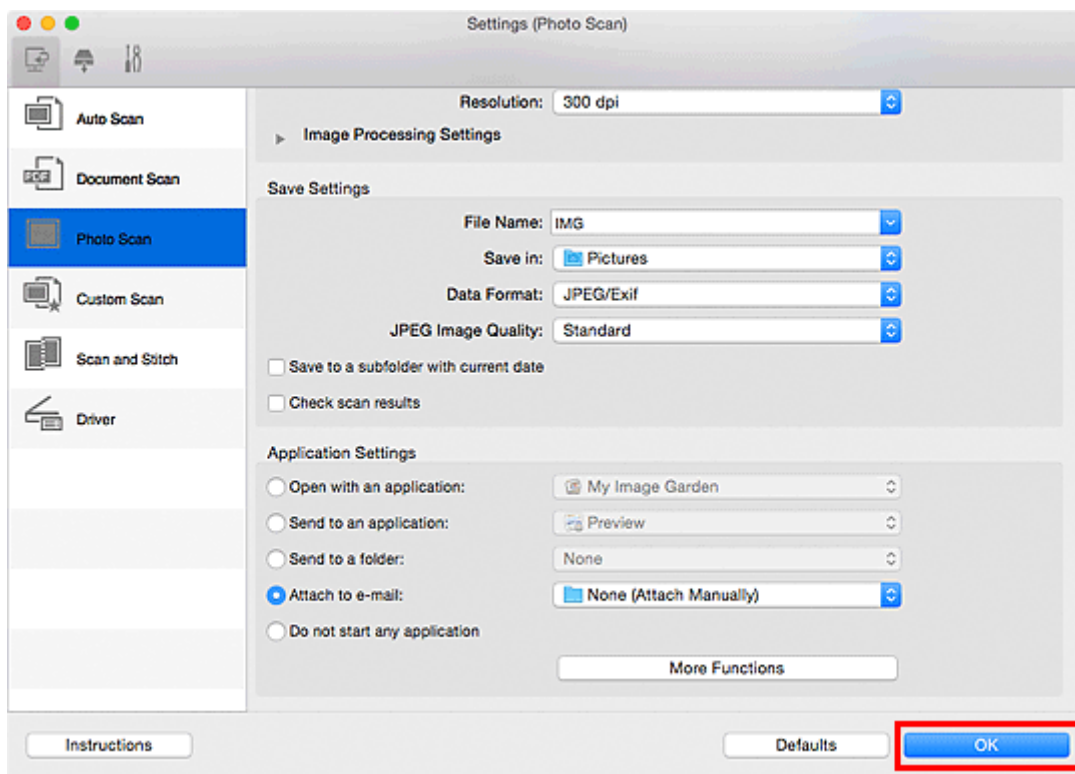 Settings (Photo Scan)
Auto Scan
Document Scan
Photo Scan
Custom Scan
Scan and Stitch
Driver
Resolution: 300 dpi
Image Processing Settings
Save Settings
File Name: IMG
Save in: Pictures
Data Format: JPEG/Exif
JPEG Image Quality: Standard
Save to a subfolder with current date
Check scan results
Application Settings
Open with an application: My Image Garden
Send to an application: Preview
Send to a folder: None
Attach to e-mail: None (Attach Manually)
Do not start any application
More Functions
Instructions
Defaults
OK